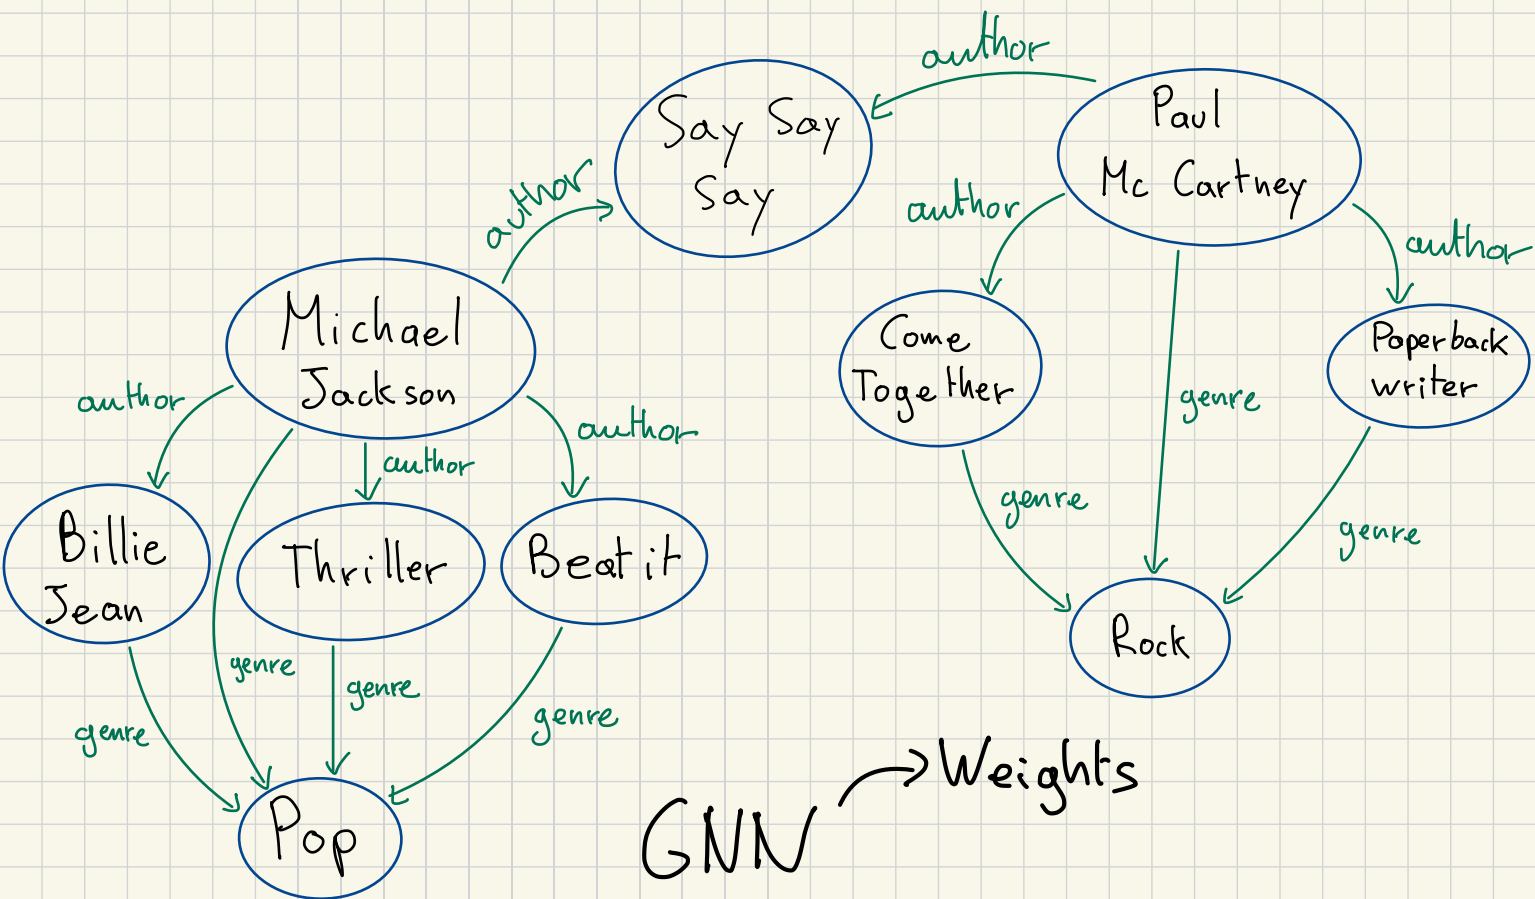 author
Say Say
Say
Paul
Mc Cartney
author
author
author
Michael
Jackson
Come
Together
Paperback
writer
author
author
author
genre
Billie
Jean
Thriller
Beat it
genre
genre
Rock
genre
genre
genre
genre
Pop
GNN
Weights